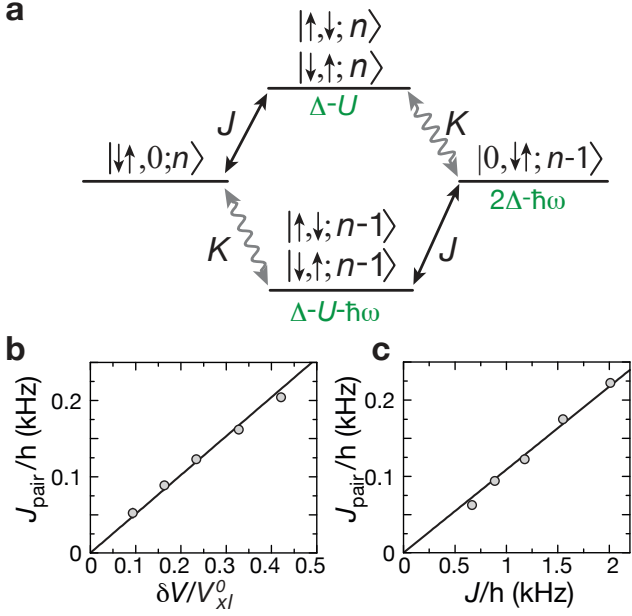 a
|↑,↓; n⟩
|↓,↑; n⟩
Δ-U
J
K
|↓↑,0;n⟩
|0,↓↑; n-1⟩
2Δ-ħω
K
|↑,↓; n-1⟩
|↓,↑; n-1⟩
J
Δ-U-ħω
b
J_pair/h (kHz)
0.2
0.1
0
0 0.1 0.2 0.3 0.4 0.5
δV/V⁰_xl
c
J_pair/h (kHz)
0.2
0.1
0
0 0.5 1 1.5 2
J/h (kHz)